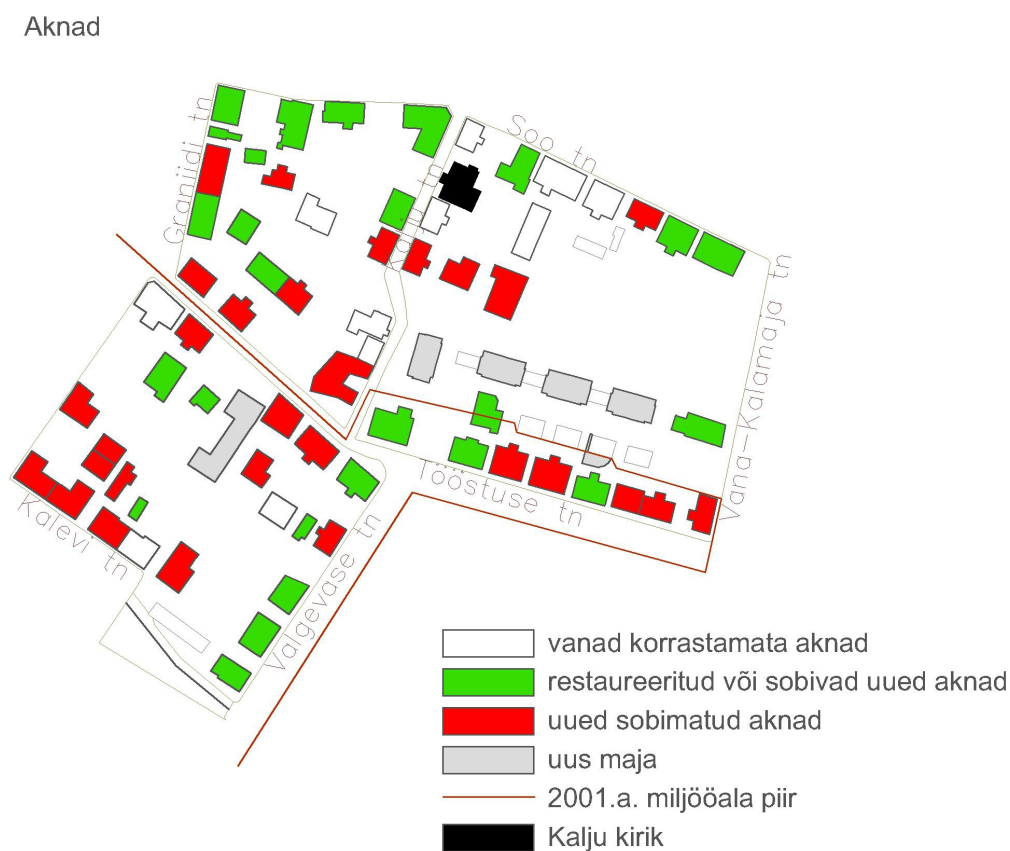 Aknad
Graniidi tn
Kalju tn
Soo tn
Vana-Kalamaja tn
Tööstuse tn
Kalevi tn
Valgevase tn
vanad korrastamata aknad
restaureeritud või sobivad uued aknad
uued sobimatud aknad
uus maja
2001.a. miljööala piir
Kalju kirik